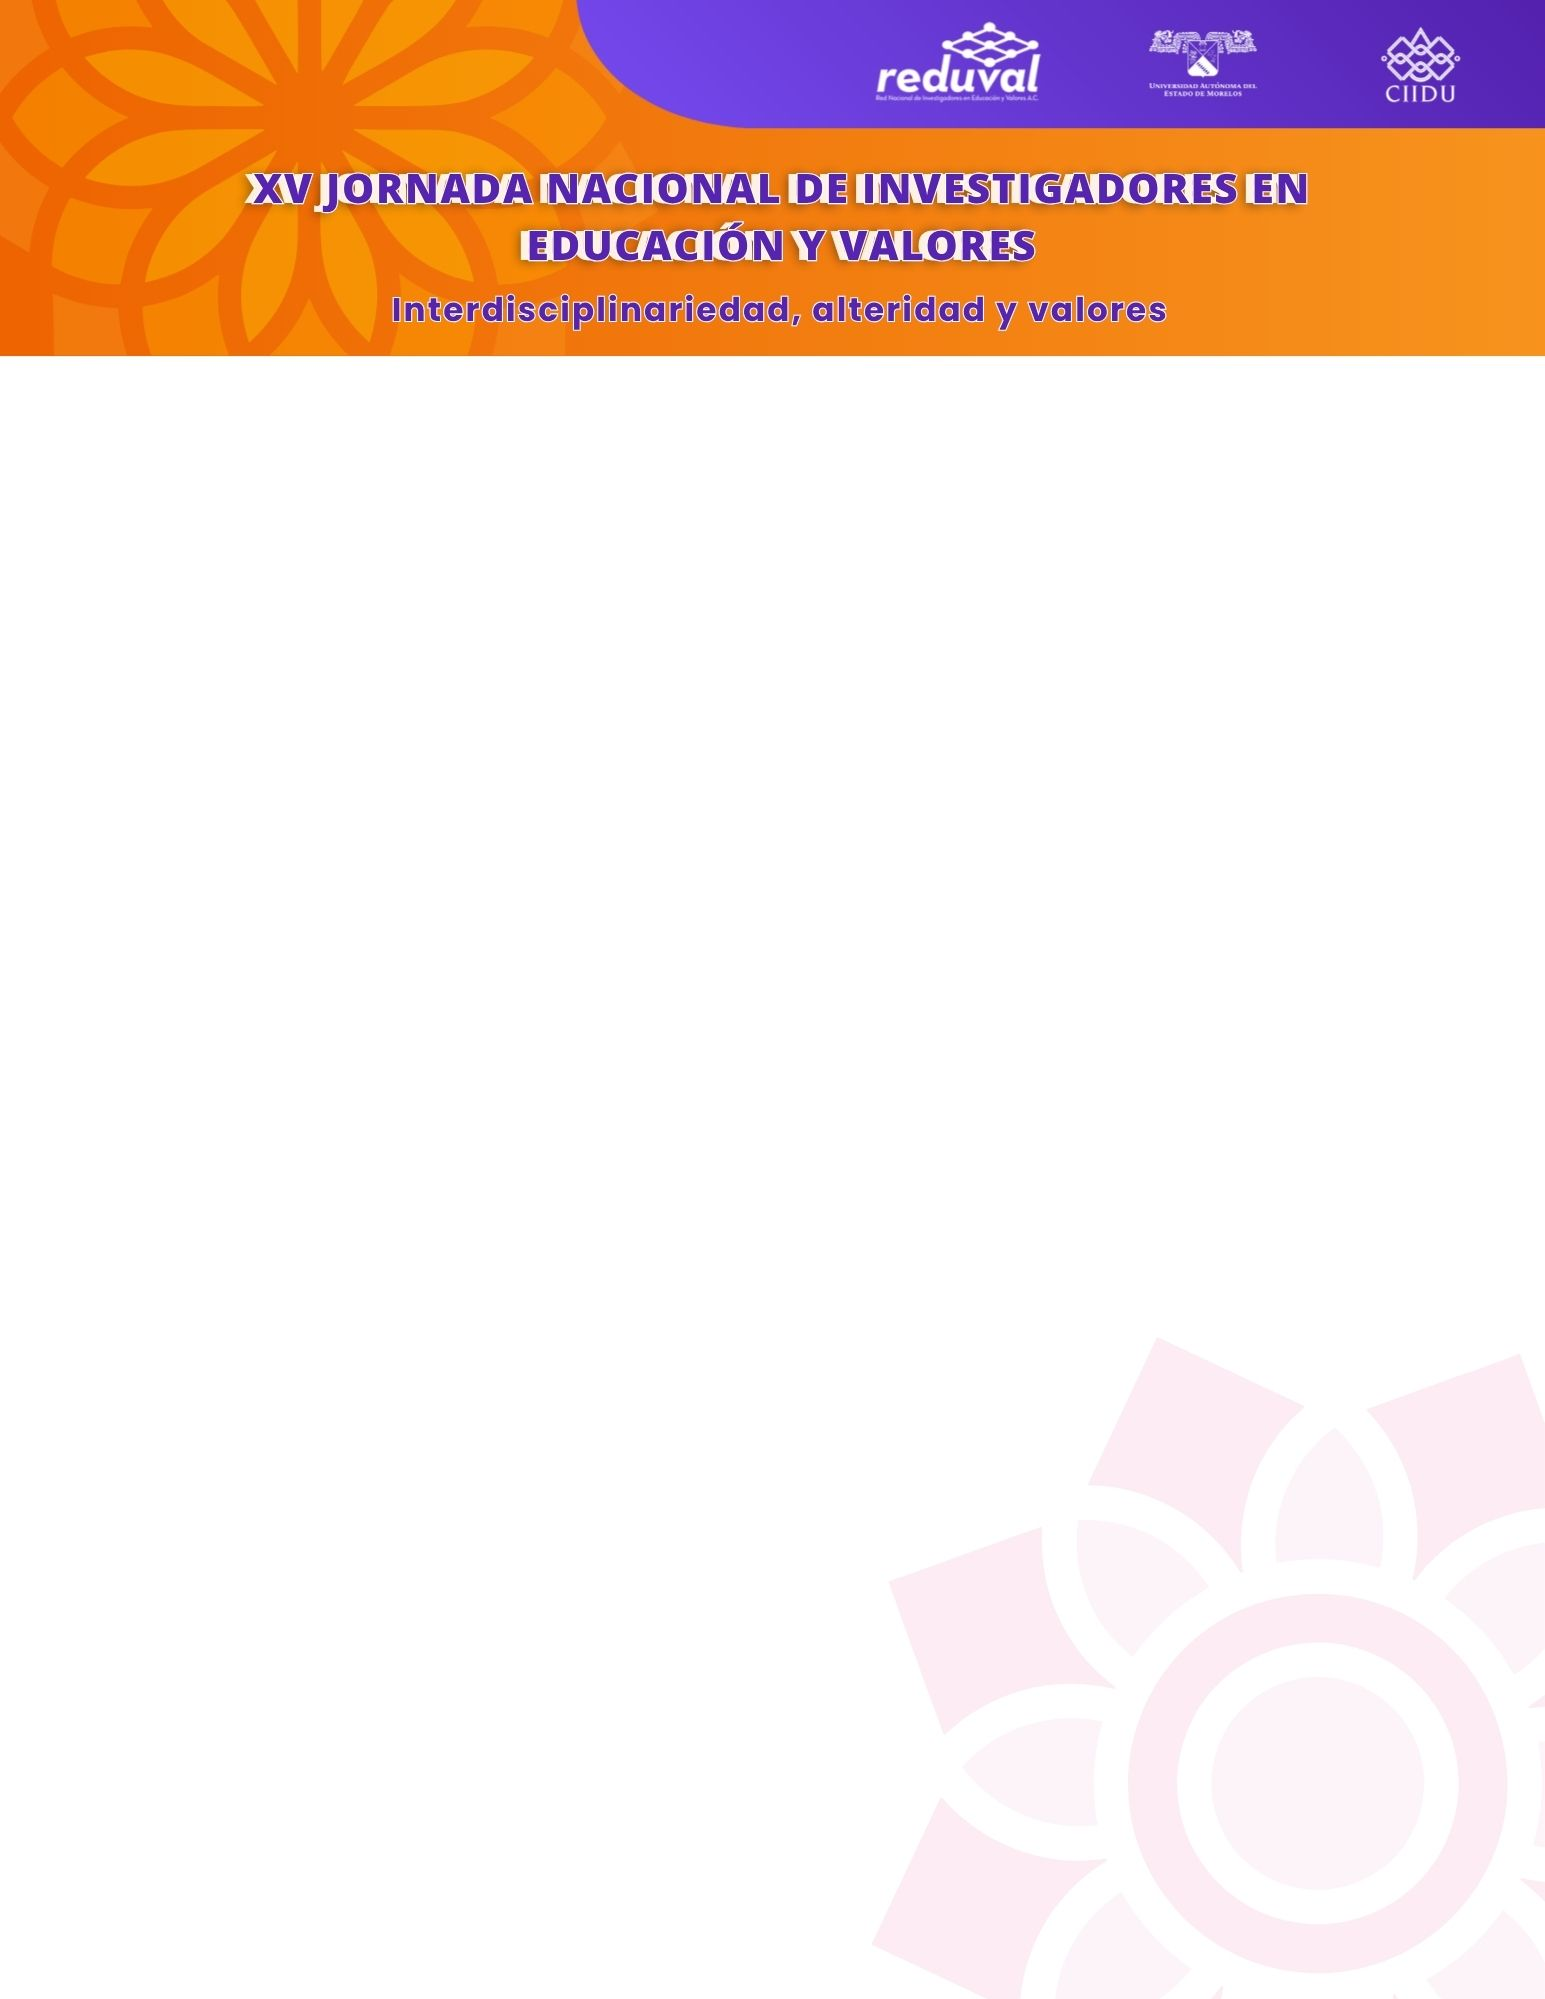 reduval
Red Nacional de Investigadores en Educación y Valores A.C.
UNIVERSIDAD AUTÓNOMA DEL
ESTADO DE MORELOS
CIIDU
XV JORNADA NACIONAL DE INVESTIGADORES EN
EDUCACIÓN Y VALORES
Interdisciplinariedad, alteridad y valores